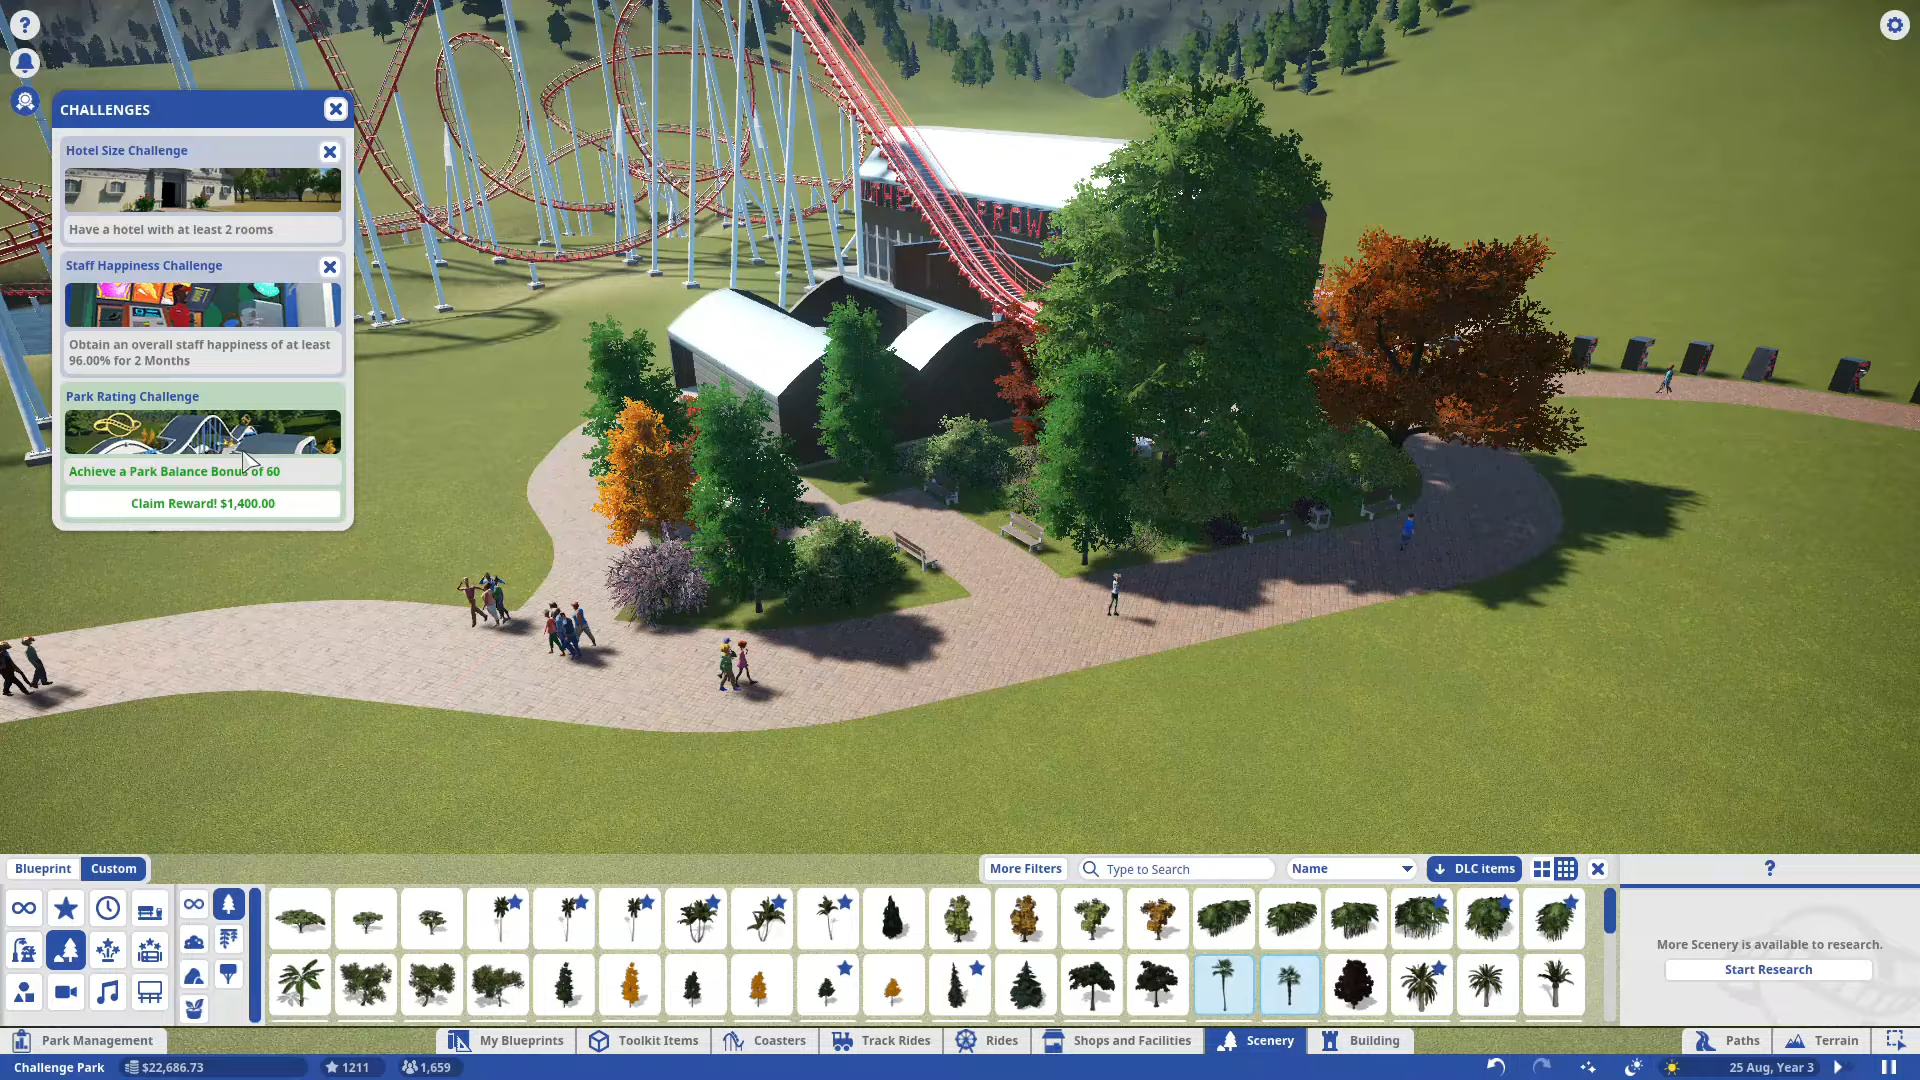 ?
CHALLENGES
Hotel Size Challenge
Have a hotel with at least 2 rooms
Staff Happiness Challenge
Obtain an overall staff happiness of at least
96.00% for 2 Months
Park Rating Challenge
Achieve a Park Balance Bonus of 60
Claim Reward! $1,400.00
Blueprint
Custom
More Filters
Type to Search
Name
DLC items
?
More Scenery is available to research.
Start Research
Park Management
My Blueprints
Toolkit Items
Coasters
Track Rides
Rides
Shops and Facilities
Scenery
Building
Paths
Terrain
Challenge Park
$22,686.73
1211
1,659
25 Aug, Year 3